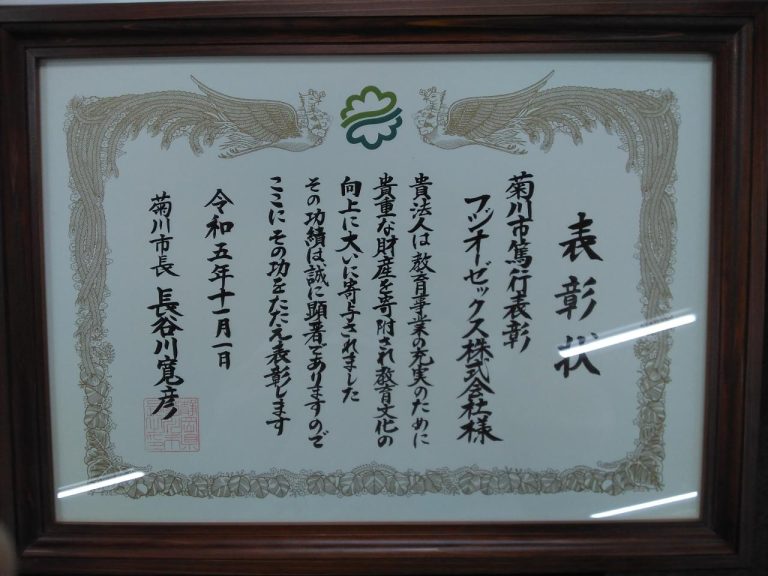 表彰状
菊川市篤行表彰
フジオーゼックス株式会社様
貴法人は教育事業の充実のために
貴重な財産を寄附され教育文化の
向上に大いに寄与されました
その功績は誠に顕著でありますので
ここにその功をたたえ表彰します
令和五年十一月一日
菊川市長 長谷川寬彦